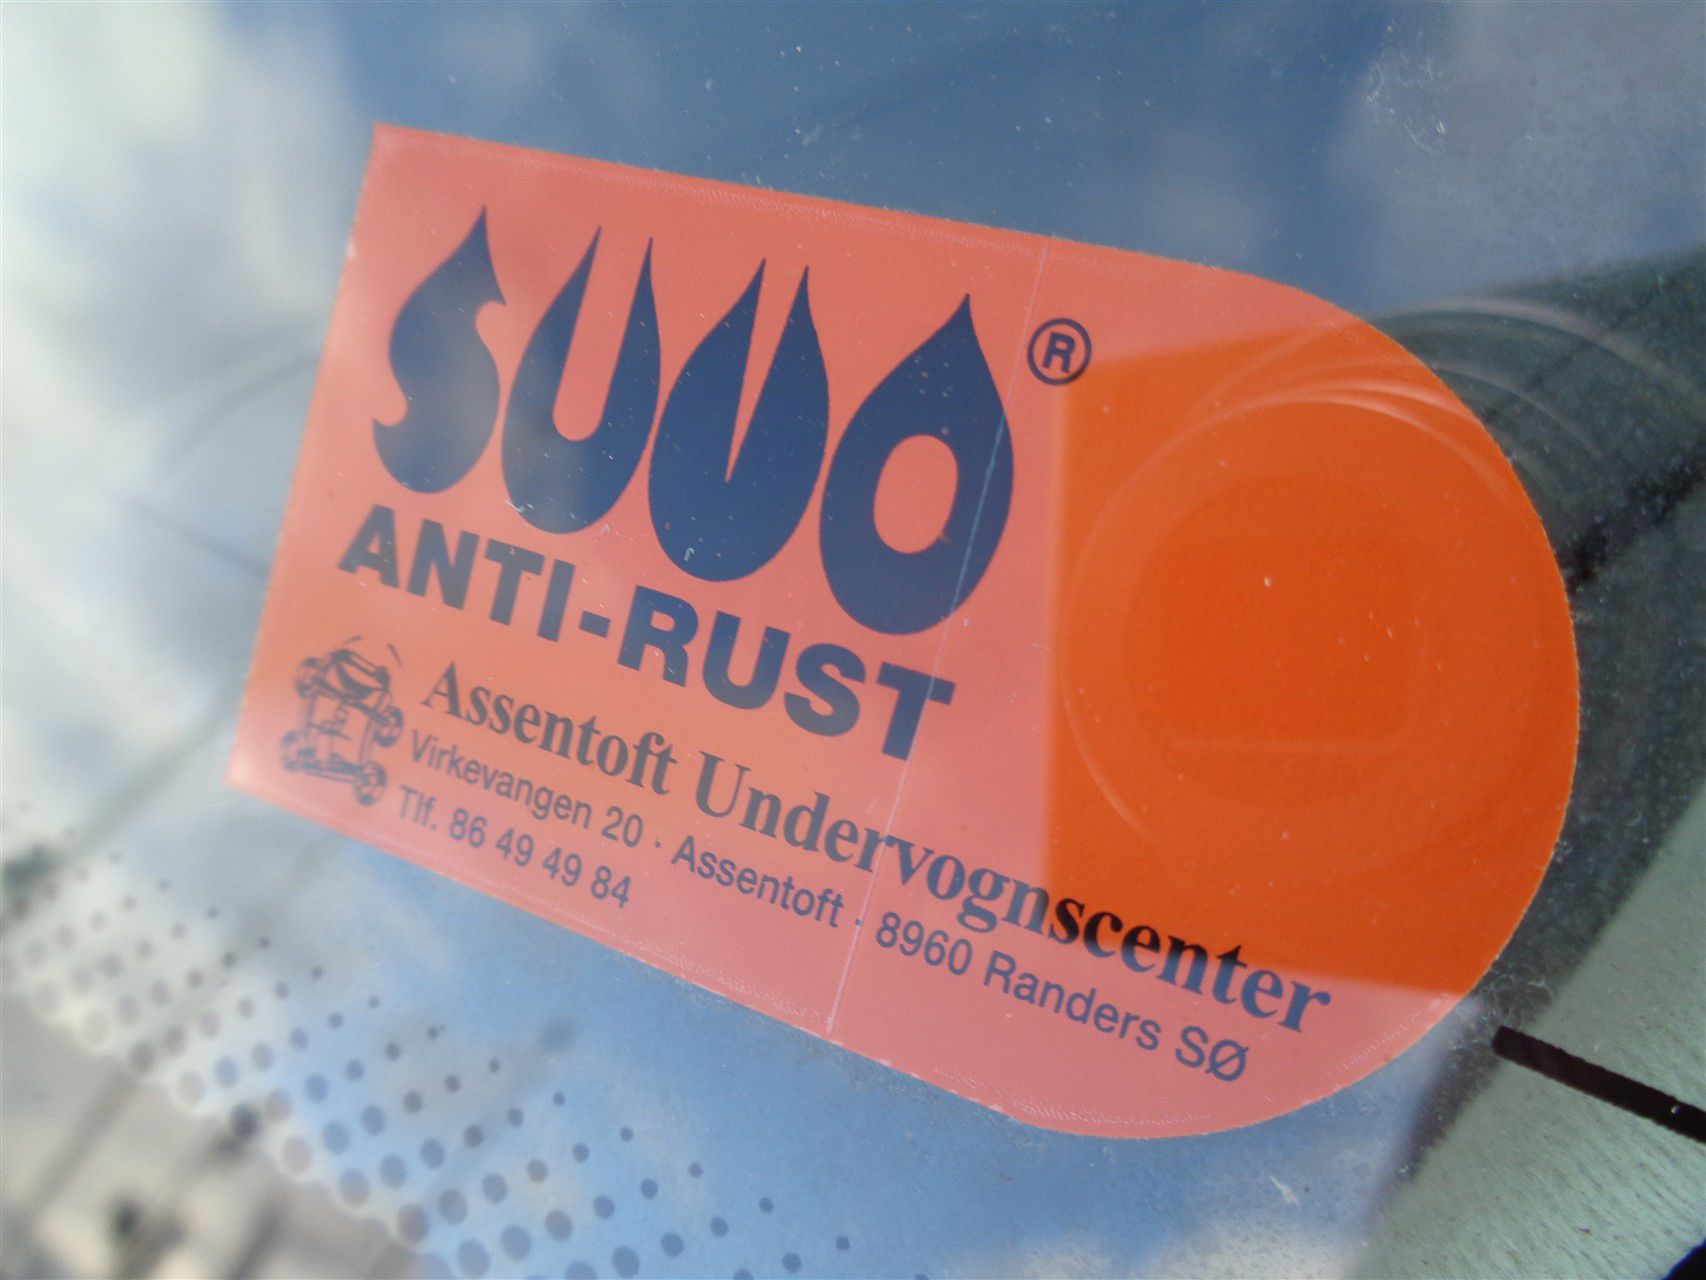 SUVO®
ANTI-RUST
Assentoft Undervognscenter
Virkevangen 20 · Assentoft · 8960 Randers SØ
Tlf. 86 49 49 84